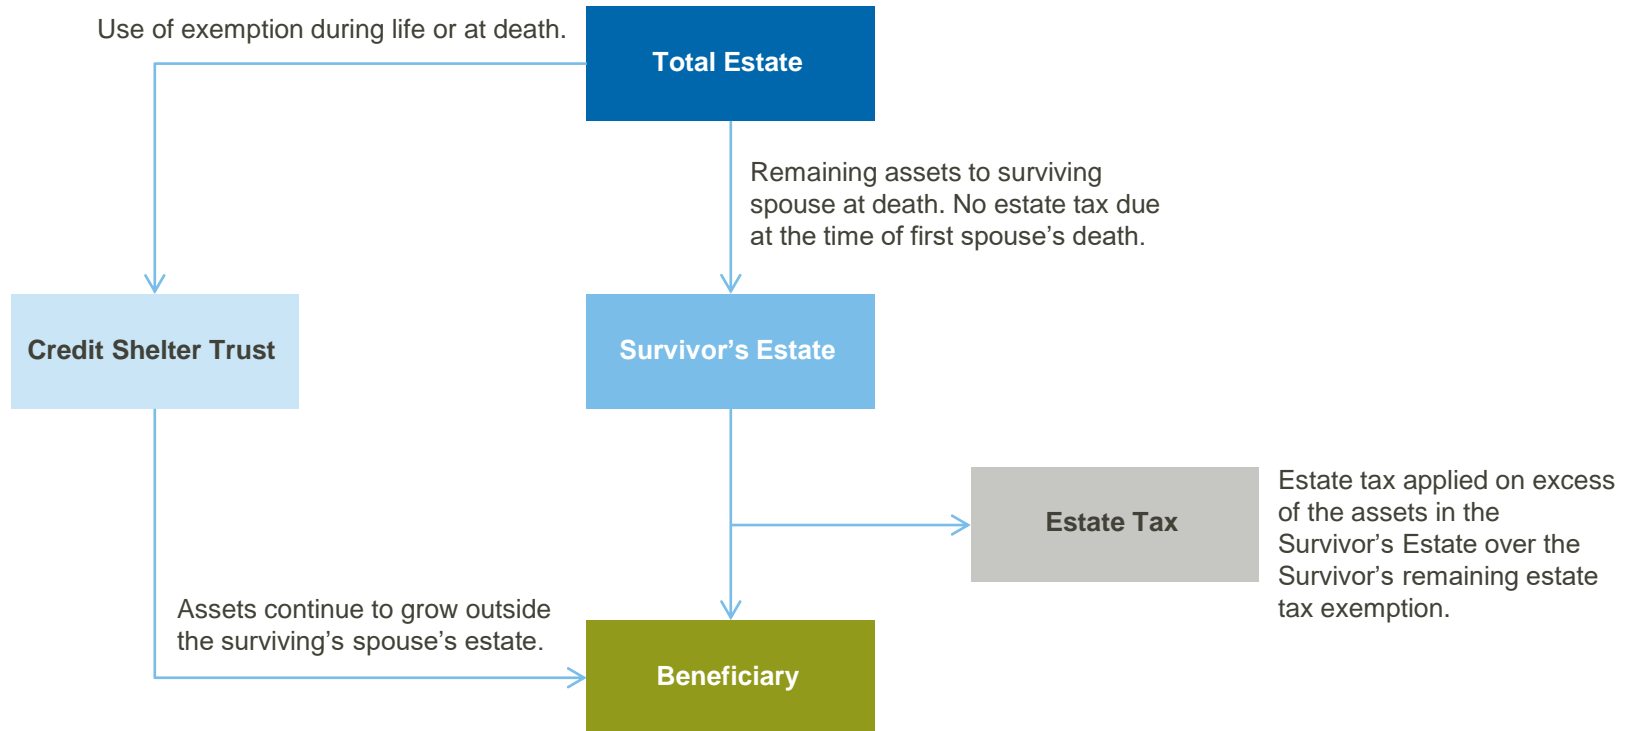 Use of exemption during life or at death.
Total Estate
Remaining assets to surviving
spouse at death. No estate tax due
at the time of first spouse’s death.
Credit Shelter Trust
Survivor’s Estate
Estate Tax
Estate tax applied on excess
of the assets in the
Survivor’s Estate over the
Survivor’s remaining estate
tax exemption.
Assets continue to grow outside
the surviving’s spouse’s estate.
Beneficiary